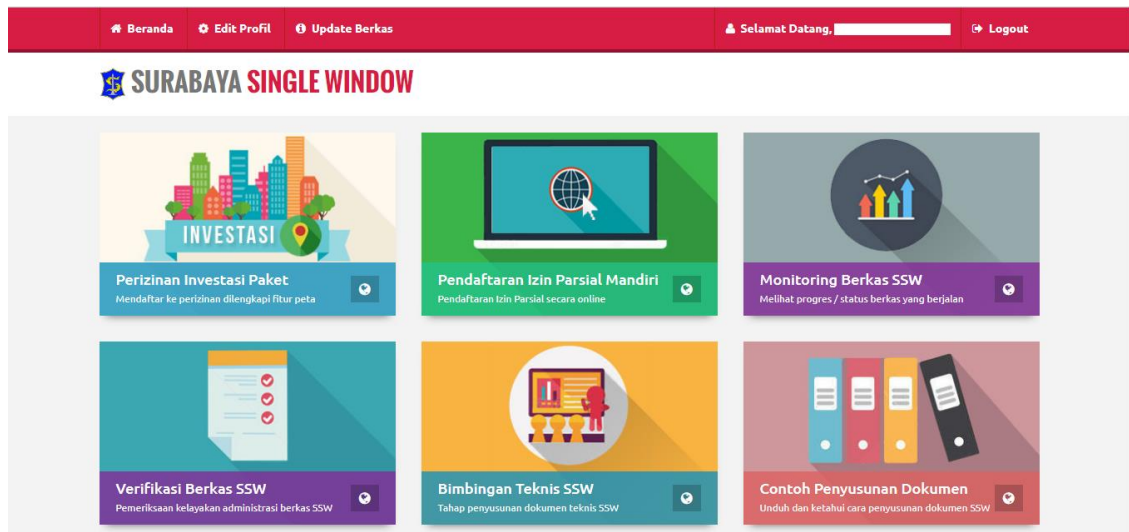 Beranda Edit Profil Update Berkas Selamat Datang, Logout
SURABAYA SINGLE WINDOW
INVESTASI
Perizinan Investasi Paket
Mendaftar ke perizinan dilengkapi fitur peta
Pendaftaran Izin Parsial Mandiri
Pendaftaran Izin Parsial secara online
Monitoring Berkas SSW
Melihat progres / status berkas yang berjalan
Verifikasi Berkas SSW
Pemeriksaan kelayakan administrasi berkas SSW
Bimbingan Teknis SSW
Tahap penyusunan dokumen teknis SSW
Contoh Penyusunan Dokumen
Unduh dan ketahui cara penyusunan dokumen SSW